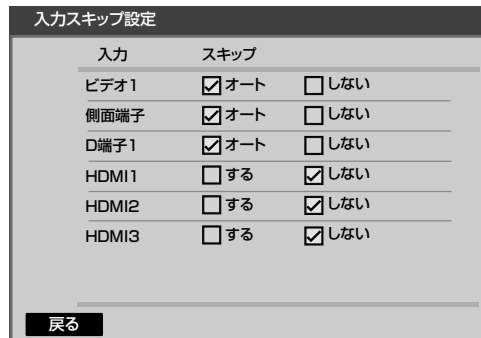 入力スキップ設定
入力 スキップ
ビデオ1 オート しない
側面端子 オート しない
D端子1 オート しない
HDMI1 する しない
HDMI2 する しない
HDMI3 する しない
戻る